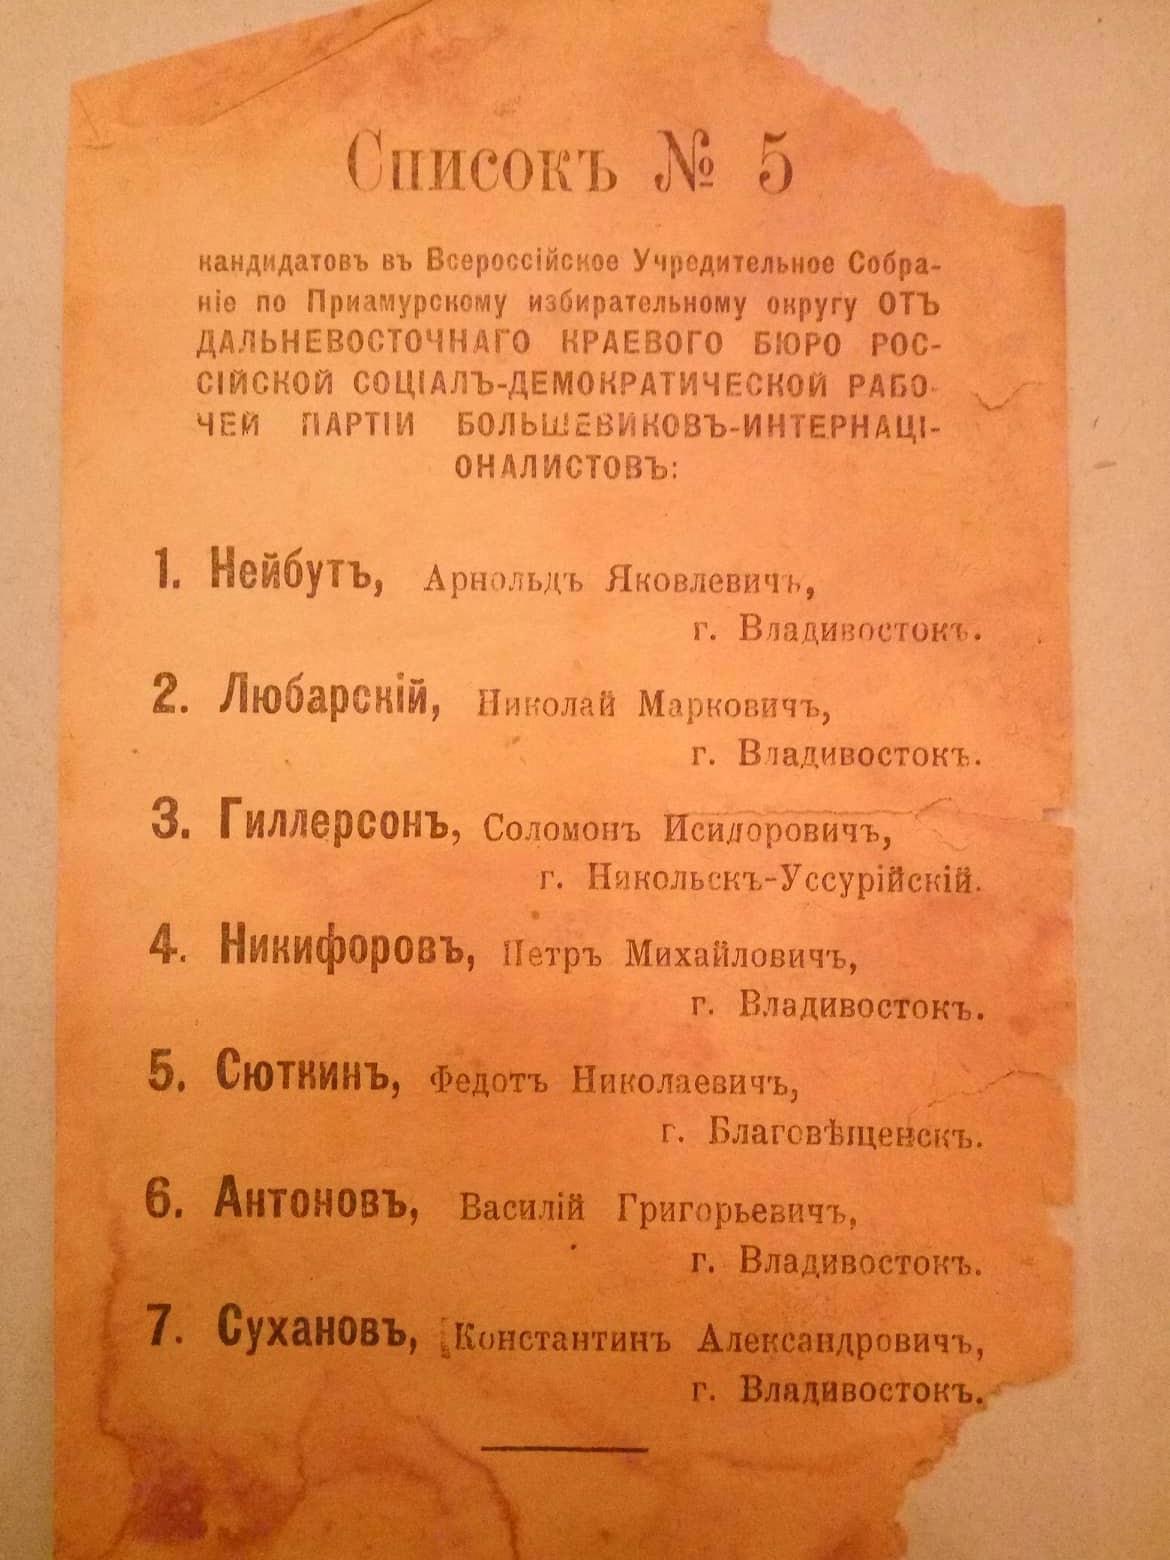 Списокъ № 5
кандидатовъ въ Всероссійское Учредительное Собра-
ніе по Приамурскому избирательному округу ОТЪ
ДАЛЬНЕВОСТОЧНАГО КРАЕВОГО БЮРО РОС-
СІЙСКОЙ СОЦІАЛЪ-ДЕМОКРАТИЧЕСКОЙ РАБО-
ЧЕЙ ПАРТІИ БОЛЬШЕВИКОВЪ-ИНТЕРНАЦІ-
ОНАЛИСТОВЪ:
1. Нейбутъ, Арнольдъ Яковлевичъ,
г. Владивостокъ.
2. Любарскій, Николай Марковичъ,
г. Владивостокъ.
3. Гиллерсонъ, Соломонъ Исидоровичъ,
г. Никольскъ-Уссурійскій.
4. Никифоровъ, Петръ Михайловичъ,
г. Владивостокъ.
5. Сюткинъ, Федотъ Николаевичъ,
г. Благовѣщенскъ.
6. Антоновъ, Василій Григорьевичъ,
г. Владивостокъ.
7. Сухановъ, Константинъ Александровичъ,
г. Владивостокъ.